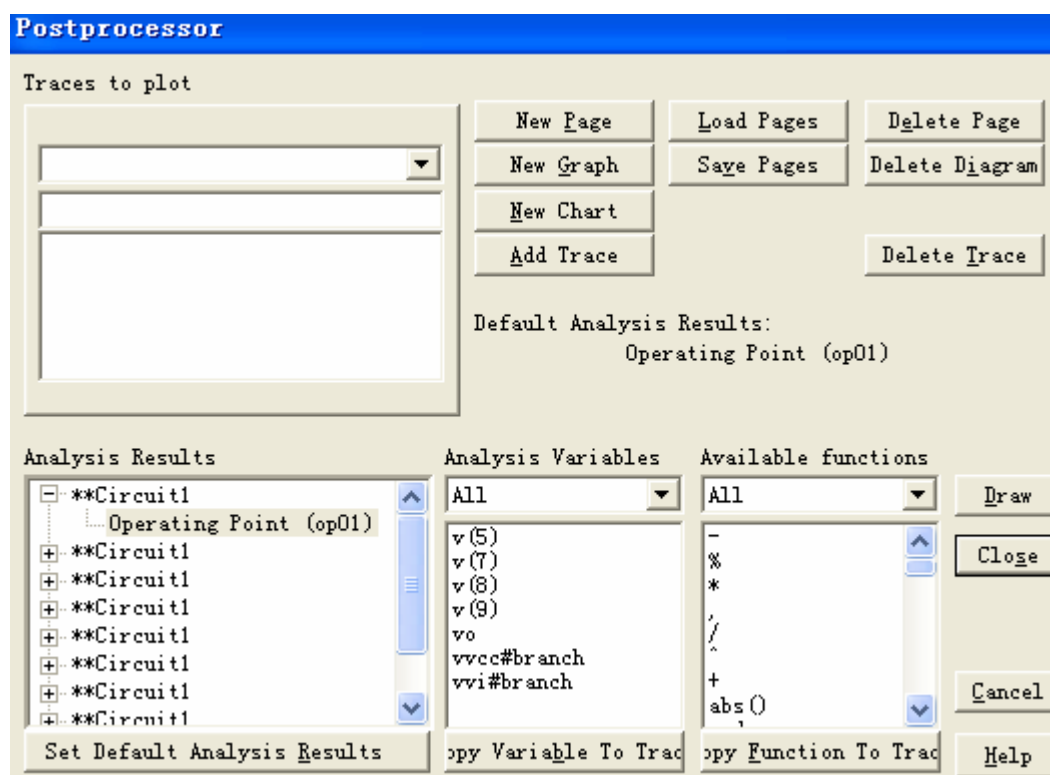 Postprocessor
Traces to plot
New Page
Load Pages
Delete Page
New Graph
Save Pages
Delete Diagram
New Chart
Add Trace
Delete Trace
Default Analysis Results:
Operating Point (op01)
Analysis Results
Analysis Variables
Available functions
**Circuit1
Operating Point (op01)
**Circuit1
**Circuit1
**Circuit1
**Circuit1
**Circuit1
**Circuit1
**Circuit1
All
v(5)
v(7)
v(8)
v(9)
vo
vvcc#branch
vvi#branch
All
-
%
*
,
/
^
+
abs()
Draw
Close
Cancel
Help
Set Default Analysis Results
opy Variable To Trac
opy Function To Trac